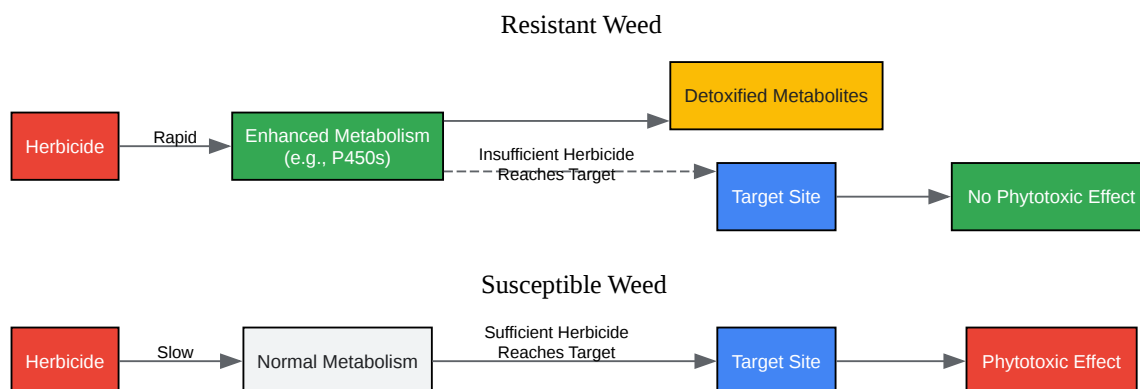 Resistant Weed
Detoxified Metabolites
Herbicide
Rapid
Enhanced Metabolism
(e.g., P450s)
Insufficient Herbicide
Reaches Target
Target Site
No Phytotoxic Effect
Susceptible Weed
Herbicide
Slow
Normal Metabolism
Sufficient Herbicide
Reaches Target
Target Site
Phytotoxic Effect